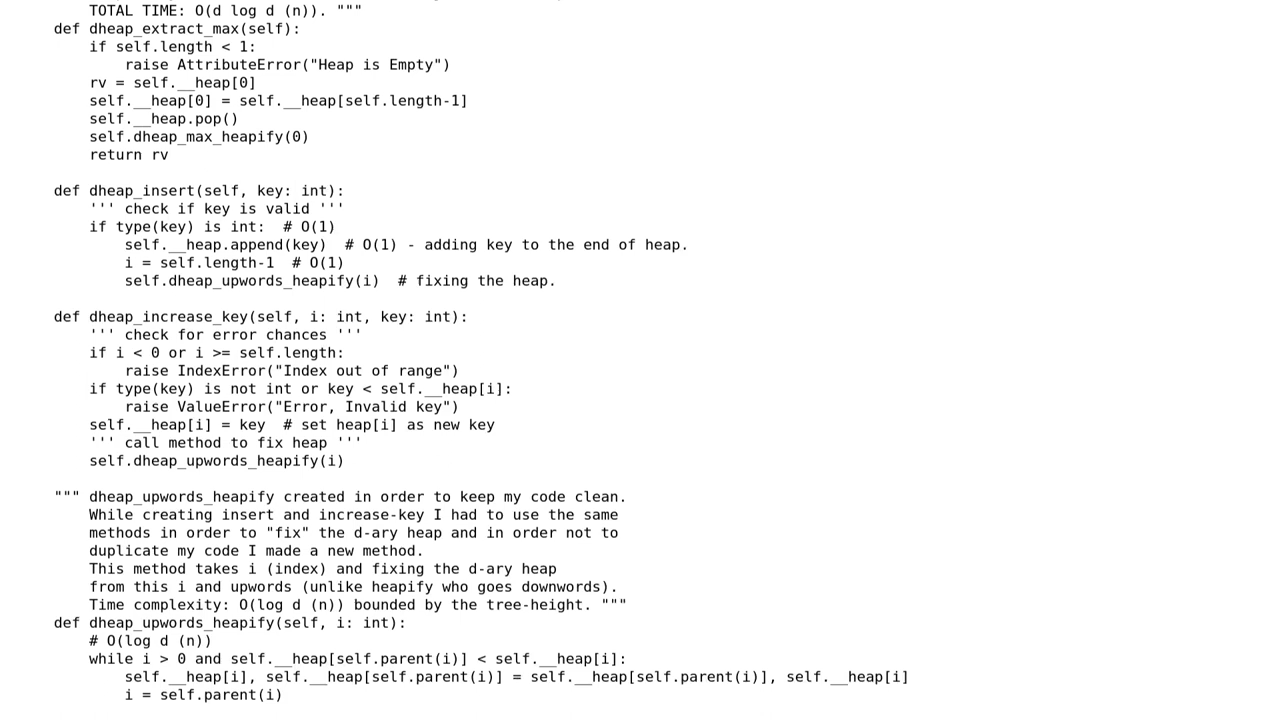 TOTAL TIME: O(d log d (n)). """
def dheap_extract_max(self):
if self.length < 1:
raise AttributeError("Heap is Empty")
rv = self.__heap[0]
self.__heap[0] = self.__heap[self.length-1]
self.__heap.pop()
self.dheap_max_heapify(0)
return rv
def dheap_insert(self, key: int):
''' check if key is valid '''
if type(key) is int:  # O(1)
self.__heap.append(key)  # O(1) - adding key to the end of heap.
i = self.length-1  # O(1)
self.dheap_upwords_heapify(i)  # fixing the heap.
def dheap_increase_key(self, i: int, key: int):
''' check for error chances '''
if i < 0 or i >= self.length:
raise IndexError("Index out of range")
if type(key) is not int or key < self.__heap[i]:
raise ValueError("Error, Invalid key")
self.__heap[i] = key  # set heap[i] as new key
''' call method to fix heap '''
self.dheap_upwords_heapify(i)
""" dheap_upwords_heapify created in order to keep my code clean.
While creating insert and increase-key I had to use the same
methods in order to "fix" the d-ary heap and in order not to
duplicate my code I made a new method.
This method takes i (index) and fixing the d-ary heap
from this i and upwords (unlike heapify who goes downwords).
Time complexity: O(log d (n)) bounded by the tree-height. """
def dheap_upwords_heapify(self, i: int):
# O(log d (n))
while i > 0 and self.__heap[self.parent(i)] < self.__heap[i]:
self.__heap[i], self.__heap[self.parent(i)] = self.__heap[self.parent(i)], self.__heap[i]
i = self.parent(i)